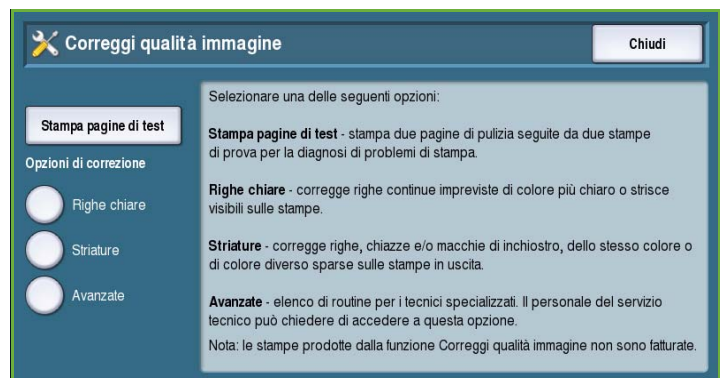 Correggi qualità immagine
Chiudi
Stampa pagine di test
Opzioni di correzione
Righe chiare
Striature
Avanzate
Selezionare una delle seguenti opzioni:
Stampa pagine di test - stampa due pagine di pulizia seguite da due stampe
di prova per la diagnosi di problemi di stampa.
Righe chiare - corregge righe continue impreviste di colore più chiaro o strisce
visibili sulle stampe.
Striature - corregge righe, chiazze e/o macchie di inchiostro, dello stesso colore o
di colore diverso sparse sulle stampe in uscita.
Avanzate - elenco di routine per i tecnici specializzati. Il personale del servizio
tecnico può chiedere di accedere a questa opzione.
Nota: le stampe prodotte dalla funzione Correggi qualità immagine non sono fatturate.